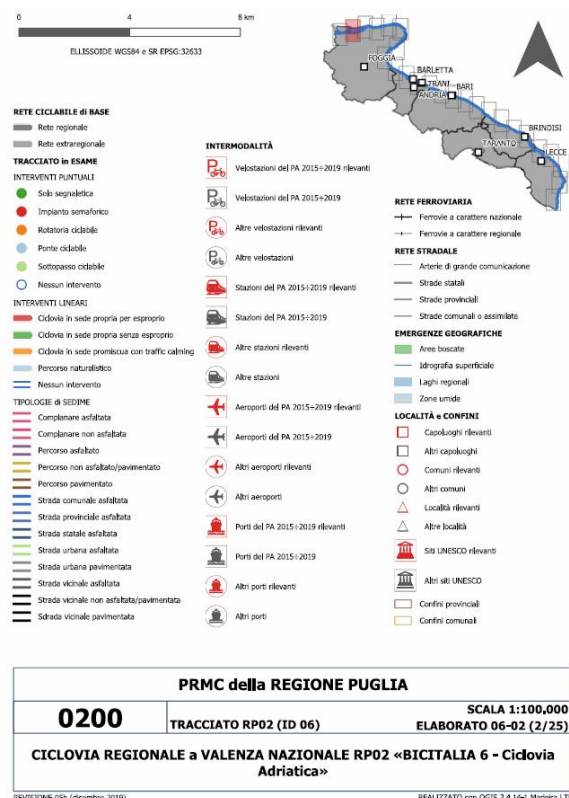 0 4 8 km
ELLISSOIDE WGS84 e SR EPSG:32633
FOGGIA
BARLETTA
TRANI
ANDRIA
BARI
BRINDISI
TARANTO
LECCE
RETE CICLABILE di BASE
Rete regionale
Rete extraregionale
TRACCIATO in ESAME
INTERVENTI PUNTUALI
Solo segnaletica
Impianto semaforico
Rotatoria ciclabile
Ponte ciclabile
Sottopasso ciclabile
Nessun intervento
INTERVENTI LINEARI
Ciclovia in sede propria per esproprio
Ciclovia in sede propria senza esproprio
Ciclovia in sede promiscua con traffic calming
Percorso naturalistico
Nessun intervento
TIPOLOGIE di SEDIME
Complanare asfaltata
Complanare non asfaltata
Percorso asfaltato
Percorso non asfaltato/pavimentato
Percorso pavimentato
Strada comunale asfaltata
Strada provinciale asfaltata
Strada statale asfaltata
Strada urbana asfaltata
Strada urbana pavimentata
Strada vicinale asfaltata
Strada vicinale non asfaltata/pavimentata
Sdrada vicinale pavimentata
INTERMODALITÀ
Velostazioni del PA 2015÷2019 rilevanti
Velostazioni del PA 2015÷2019
Altre velostazioni rilevanti
Altre velostazioni
Stazioni del PA 2015÷2019 rilevanti
Stazioni del PA 2015÷2019
Altre stazioni rilevanti
Altre stazioni
Aeroporti del PA 2015÷2019 rilevanti
Aeroporti del PA 2015÷2019
Altri aeroporti rilevanti
Altri aeroporti
Porti del PA 2015÷2019 rilevanti
Porti del PA 2015÷2019
Altri porti rilevanti
Altri porti
RETE FERROVIARIA
Ferrovie a carattere nazionale
Ferrovie a carattere regionale
RETE STRADALE
Arterie di grande comunicazione
Strade statali
Strade provinciali
Strade comunali o assimilate
EMERGENZE GEOGRAFICHE
Aree boscate
Idrografia superficiale
Laghi regionali
Zone umide
LOCALITÀ e CONFINI
Capoluoghi rilevanti
Altri capoluoghi
Comuni rilevanti
Altri comuni
Località rilevanti
Altre località
Siti UNESCO rilevanti
Altri siti UNESCO
Confini provinciali
Confini comunali
PRMC della REGIONE PUGLIA
0200
TRACCIATO RP02 (ID 06)
SCALA 1:100.000
ELABORATO 06-02 (2/25)
CICLOVIA REGIONALE a VALENZA NAZIONALE RP02 «BICITALIA 6 - Ciclovia
Adriatica»
REVISIONE 05b (dicembre 2019)
REALIZZATO con QGIS 3.4.14-1 Madeira LT